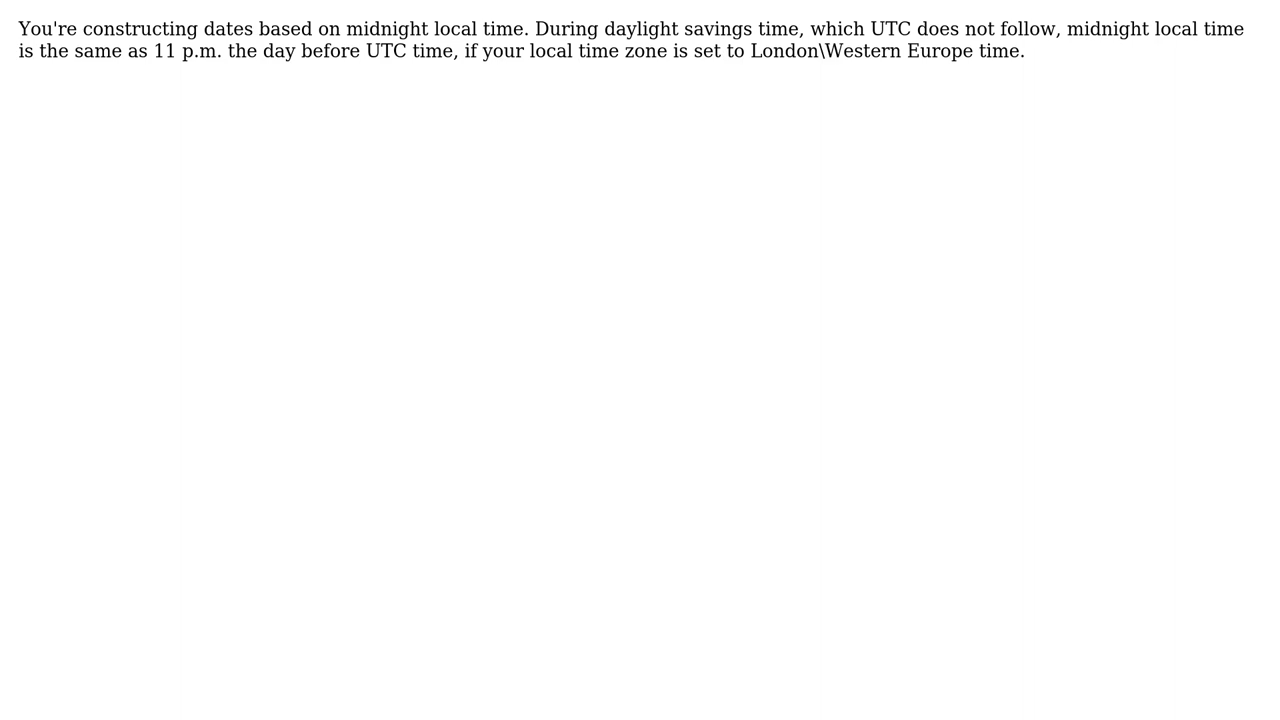 You're constructing dates based on midnight local time. During daylight savings time, which UTC does not follow, midnight local time
is the same as 11 p.m. the day before UTC time, if your local time zone is set to London\Western Europe time.